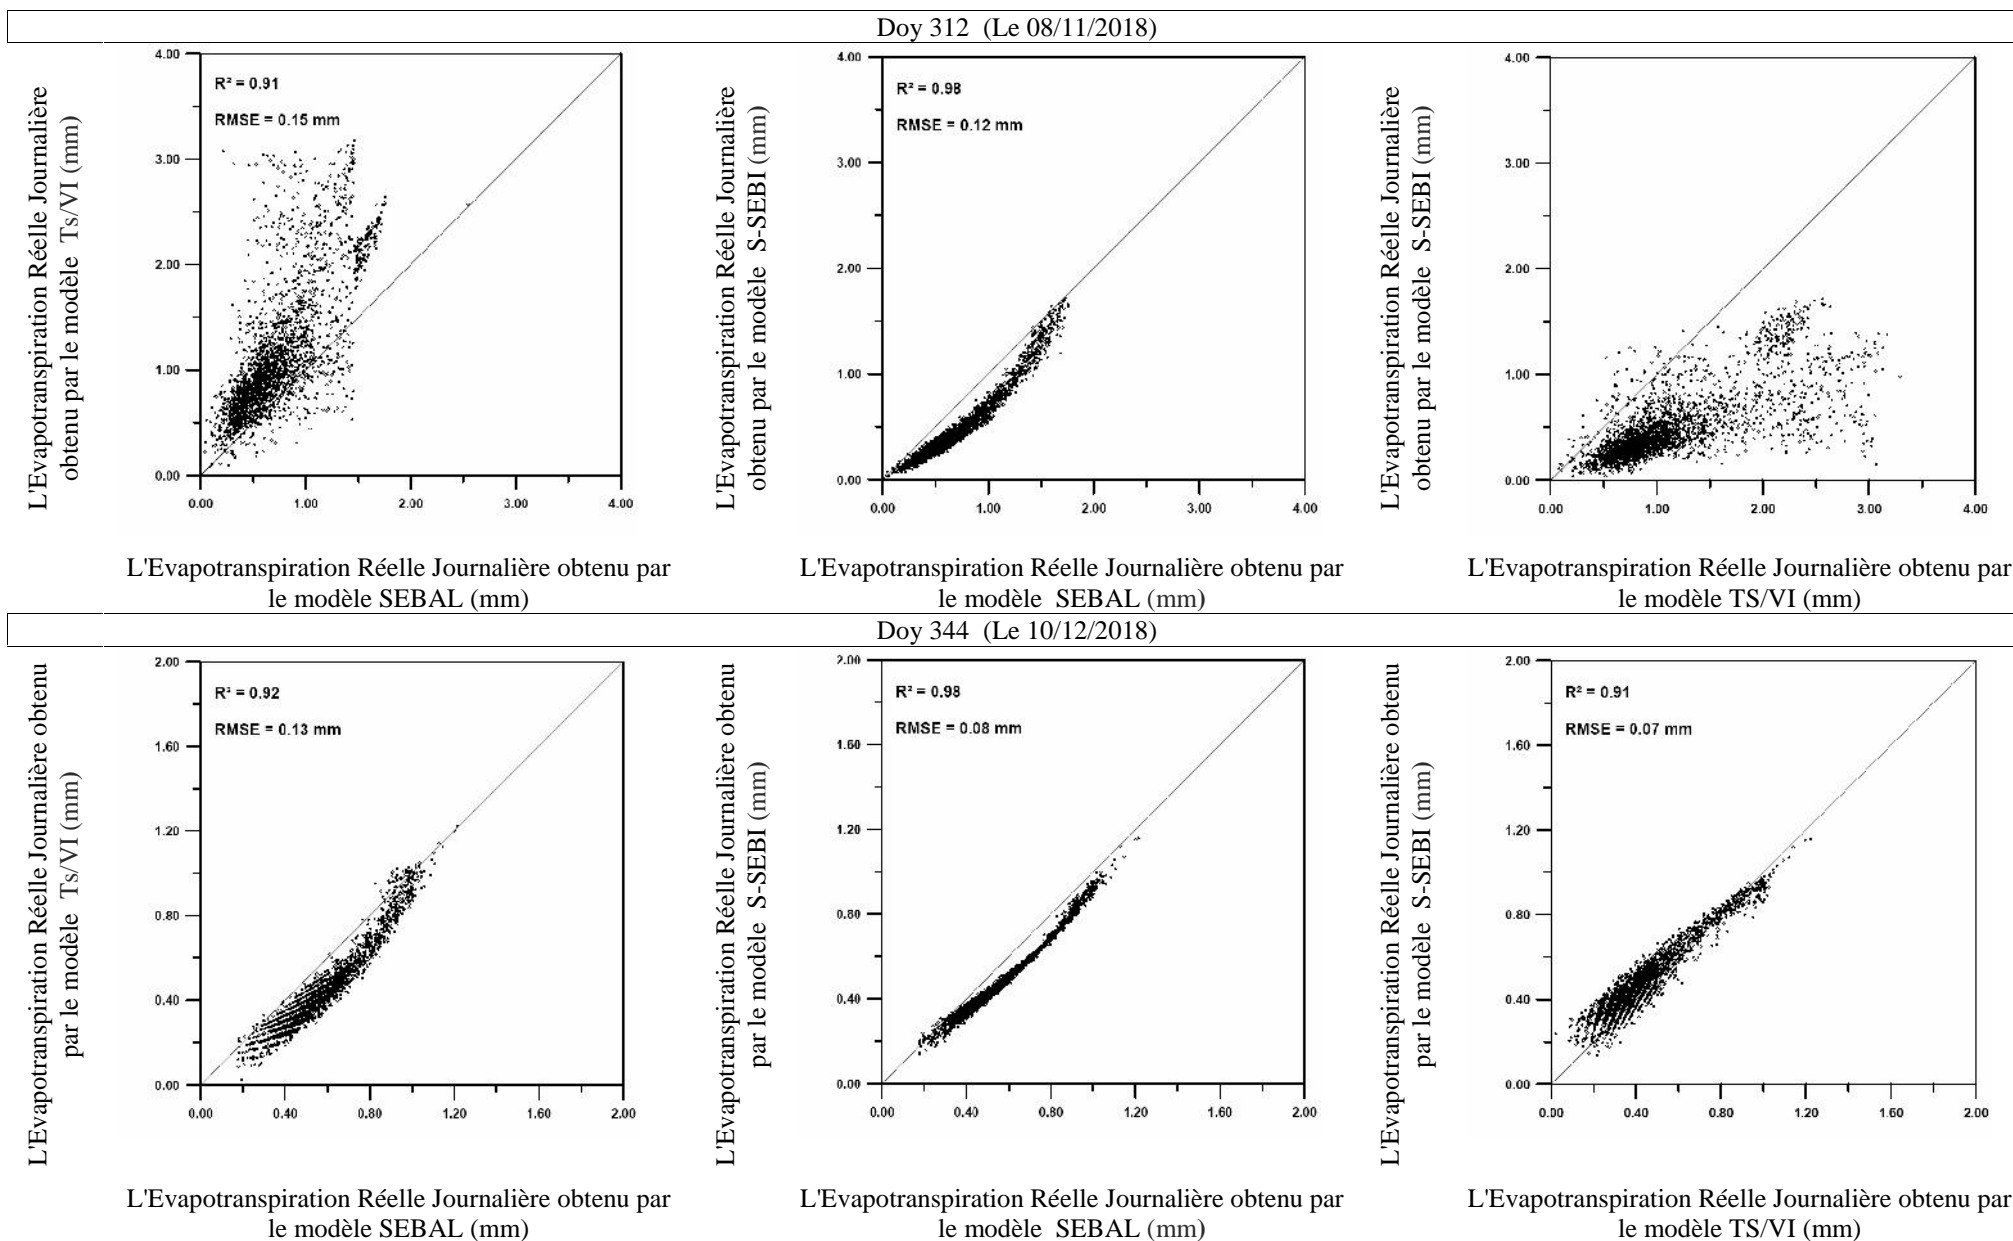 Doy 312 (Le 08/11/2018)
L'Evapotranspiration Réelle Journalière
obtenu par le modèle Ts/VI (mm)
4.00
3.00
2.00
1.00
0.00
R² = 0.91
RMSE = 0.15 mm
0.00 1.00 2.00 3.00 4.00
L'Evapotranspiration Réelle Journalière obtenu par
le modèle SEBAL (mm)
L'Evapotranspiration Réelle Journalière
obtenu par le modèle S-SEBI (mm)
4.00
3.00
2.00
1.00
0.00
R² = 0.98
RMSE = 0.12 mm
0.00 1.00 2.00 3.00 4.00
L'Evapotranspiration Réelle Journalière obtenu par
le modèle SEBAL (mm)
L'Evapotranspiration Réelle Journalière
obtenu par le modèle S-SEBI (mm)
4.00
3.00
2.00
1.00
0.00
0.00 1.00 2.00 3.00 4.00
L'Evapotranspiration Réelle Journalière obtenu par
le modèle TS/VI (mm)
Doy 344 (Le 10/12/2018)
L'Evapotranspiration Réelle Journalière obtenu
par le modèle Ts/VI (mm)
2.00
1.60
1.20
0.80
0.40
0.00
R² = 0.92
RMSE = 0.13 mm
0.00 0.40 0.80 1.20 1.60 2.00
L'Evapotranspiration Réelle Journalière obtenu par
le modèle SEBAL (mm)
L'Evapotranspiration Réelle Journalière obtenu
par le modèle S-SEBI (mm)
2.00
1.60
1.20
0.80
0.40
0.00
R² = 0.98
RMSE = 0.08 mm
0.00 0.40 0.80 1.20 1.60 2.00
L'Evapotranspiration Réelle Journalière obtenu par
le modèle SEBAL (mm)
L'Evapotranspiration Réelle Journalière obtenu
par le modèle S-SEBI (mm)
2.00
1.60
1.20
0.80
0.40
0.00
R² = 0.91
RMSE = 0.07 mm
0.00 0.40 0.80 1.20 1.60 2.00
L'Evapotranspiration Réelle Journalière obtenu par
le modèle TS/VI (mm)